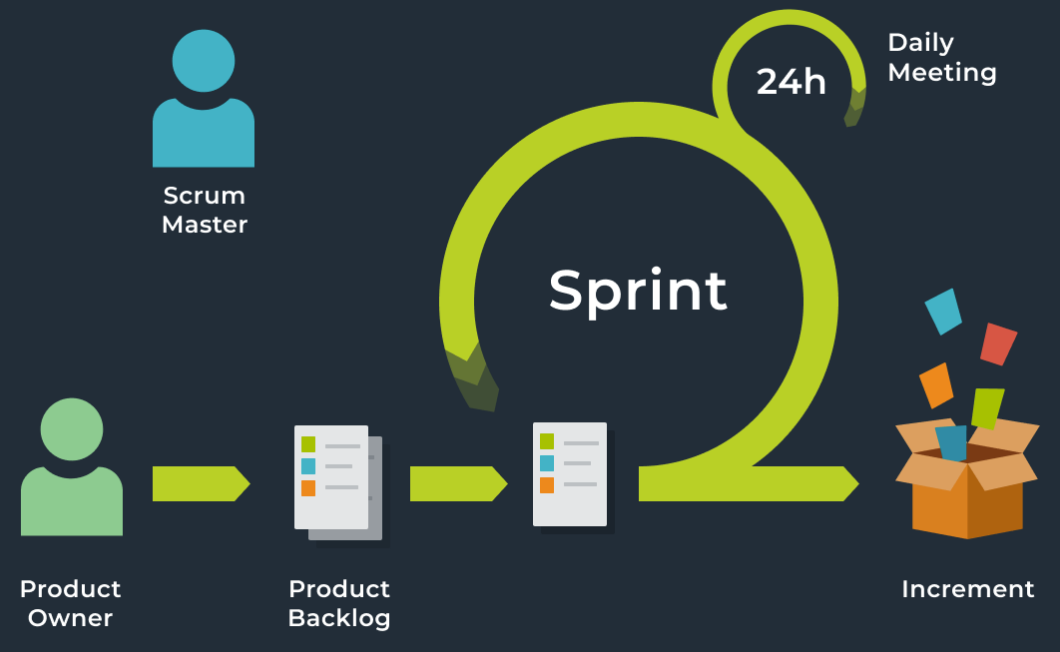 24h
Daily
Meeting
Scrum
Master
Sprint
Product
Owner
Product
Backlog
Increment